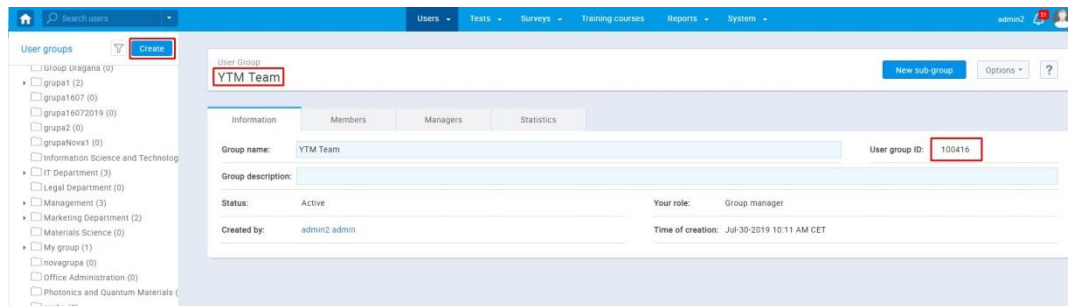 Search users
Users
Tests
Surveys
Training courses
Reports
System
admin2
User groups
Create
Group Dragana (0)
grupa1 (2)
grupa1607 (0)
grupa16072019 (0)
grupa2 (0)
grupaNova1 (0)
Information Science and Technolog
IT Department (3)
Legal Department (0)
Management (3)
Marketing Department (2)
Materials Science (0)
My group (1)
novagrupa (0)
Office Administration (0)
Photonics and Quantum Materials (
User Group
YTM Team
New sub-group
Options
?
Information
Members
Managers
Statistics
Group name: YTM Team
User group ID: 100416
Group description:
Status: Active
Your role: Group manager
Created by: admin2 admin
Time of creation: Jul-30-2019 10:11 AM CET